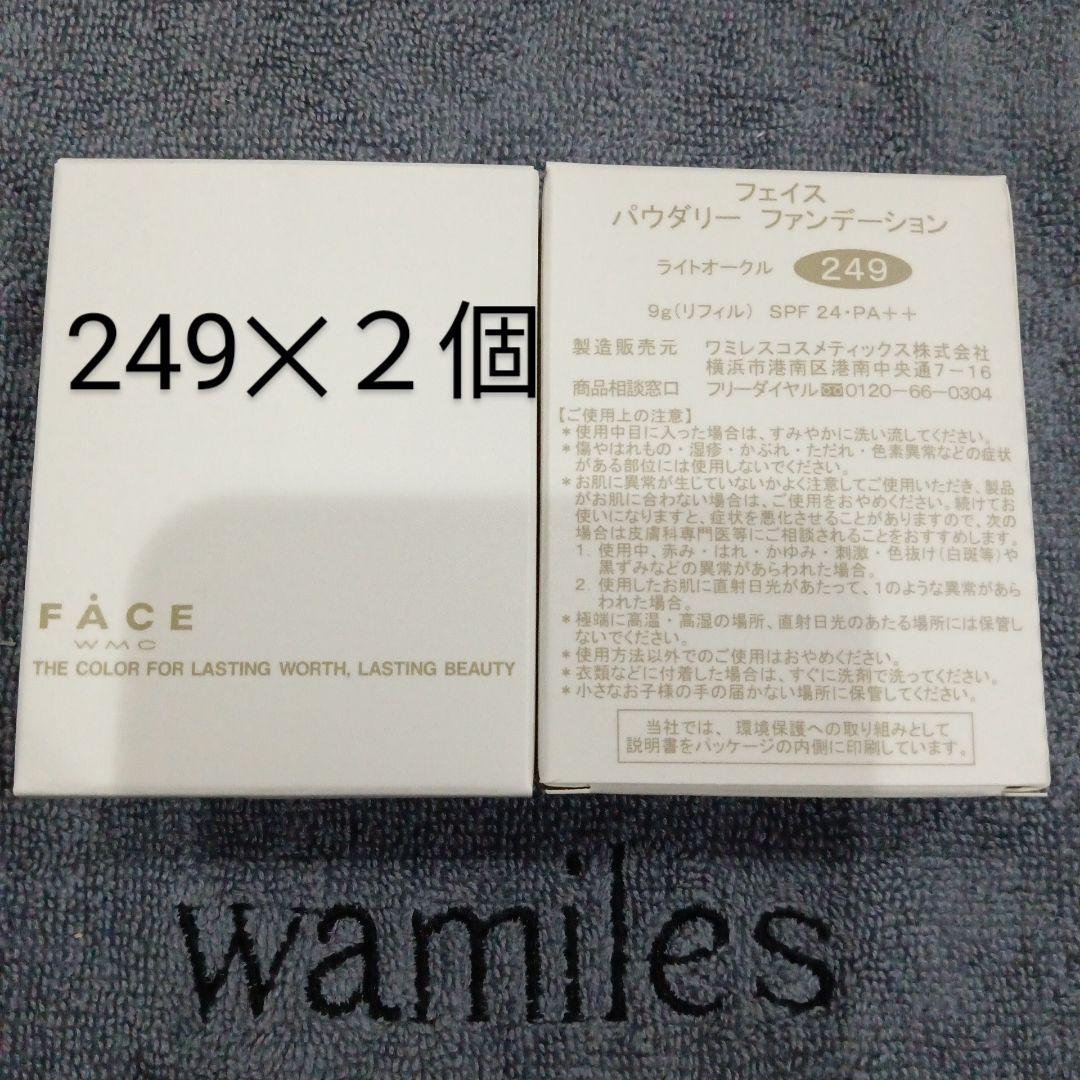 249×2個
FACE
WMC
THE COLOR FOR LASTING WORTH, LASTING BEAUTY
フェイス
パウダリー ファンデーション
ライトオークル 249
9g(リフィル) SPF 24・PA++
製造販売元 ワミレスコスメティックス株式会社
横浜市港南区港南中央通7-16
商品相談窓口 フリーダイヤル 0120-66-0304
【ご使用上の注意】
*使用中目に入った場合は、すみやかに洗い流してください。
*傷やはれもの・湿疹・かぶれ・ただれ・色素異常などの症状
がある部位には使用しないでください。
*お肌に異常が生じていないかよく注意してご使用いただき、製品
がお肌に合わない場合は、ご使用をおやめください。続けてお
使いになりますと、症状を悪化させることがありますので、次の
場合は皮膚科専門医等にご相談されることをおすすめします。
1. 使用中、赤み・はれ・かゆみ・刺激・色抜け(白斑等)や
黒ずみなどの異常があらわれた場合。
2. 使用したお肌に直射日光があたって、1のような異常があら
われた場合。
*極端に高温・高湿の場所、直射日光のあたる場所には保管し
ないでください。
*使用方法以外でのご使用はおやめください。
*衣類などに付着した場合は、すぐに洗剤で洗ってください。
*小さなお子様の手の届かない場所に保管してください。
当社では、環境保護への取り組みとして
説明書をパッケージの内側に印刷しています。
wamiles